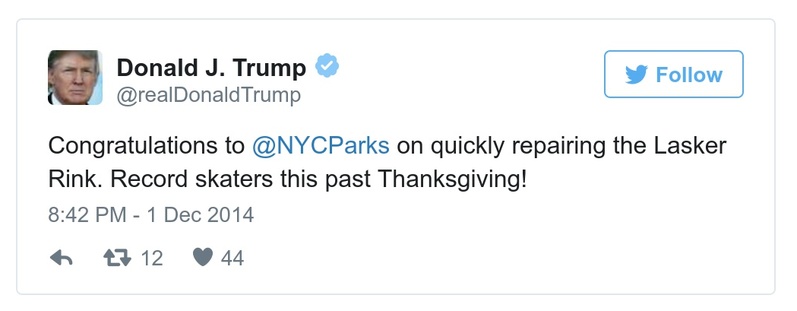 Donald J. Trump
@realDonaldTrump
Follow
Congratulations to @NYCParks on quickly repairing the Lasker
Rink. Record skaters this past Thanksgiving!
8:42 PM - 1 Dec 2014
12 44